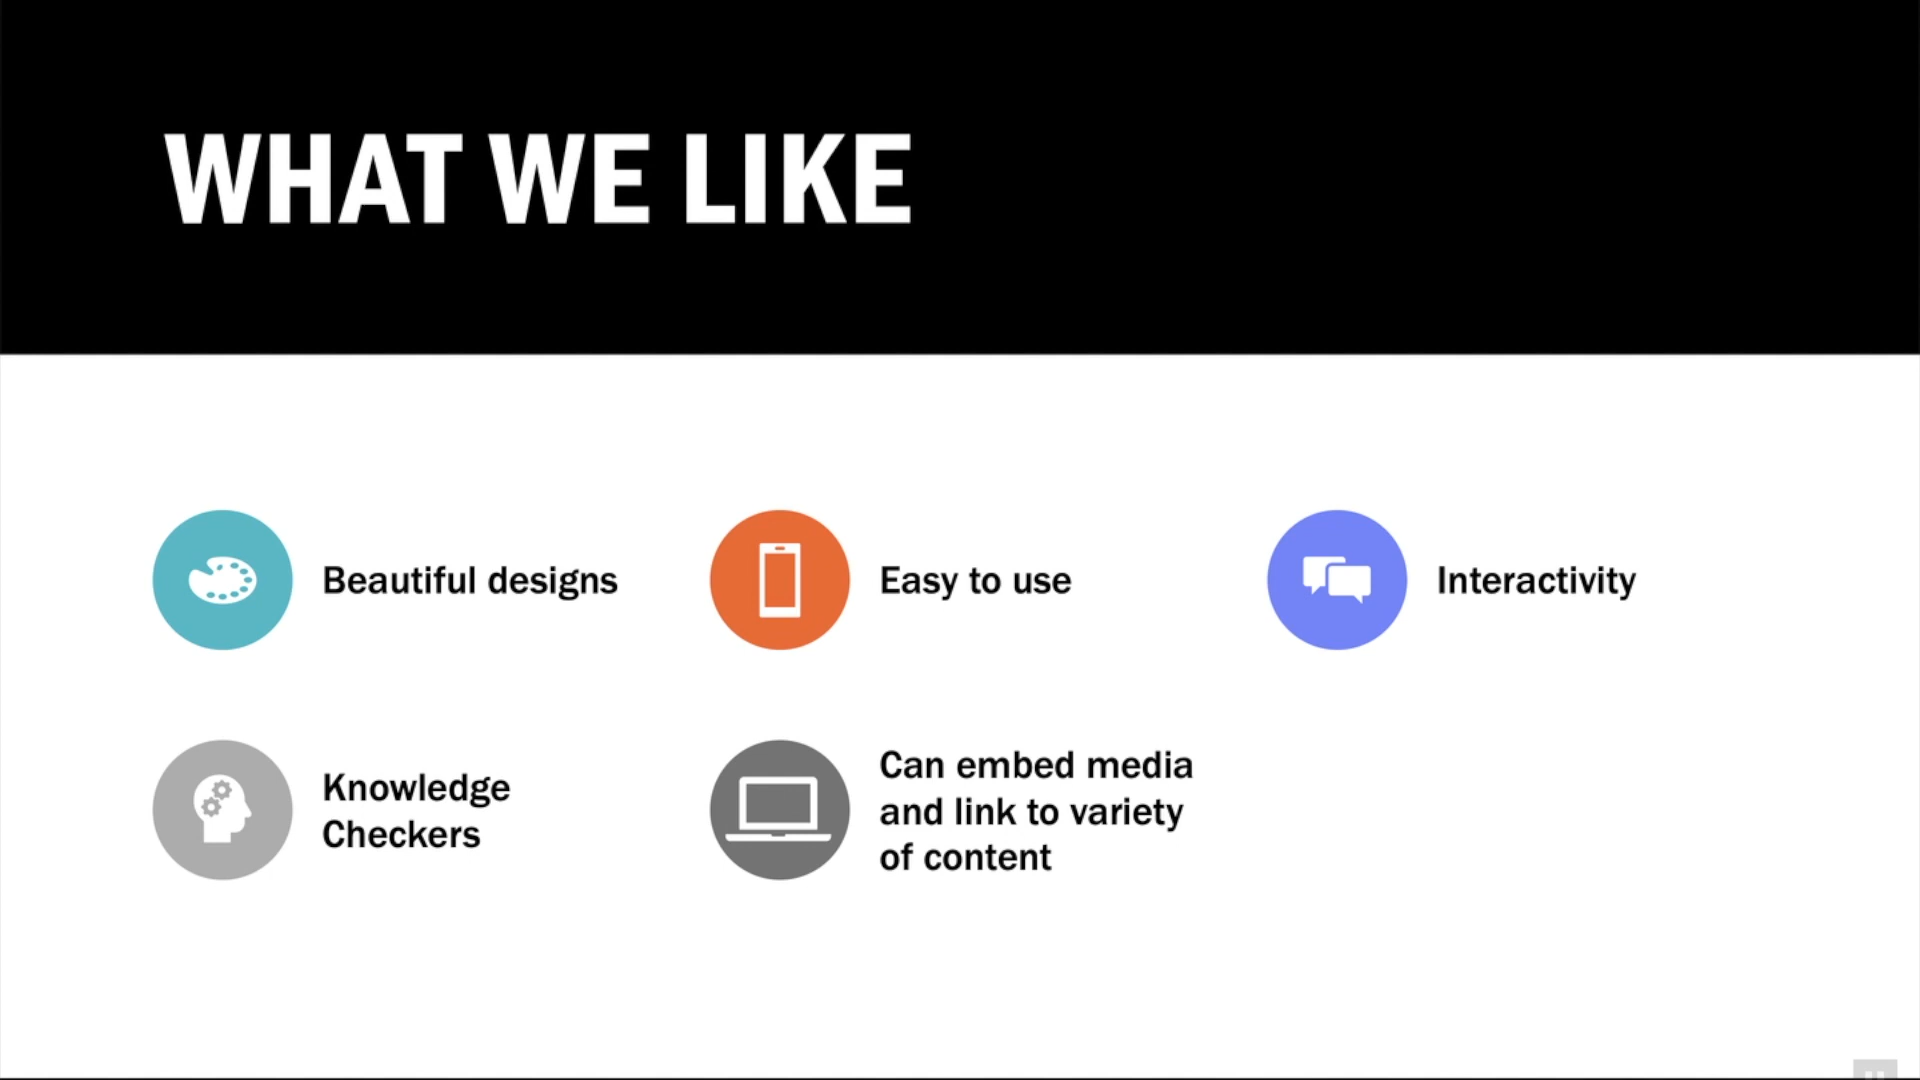 WHAT WE LIKE
Beautiful designs
Easy to use
Interactivity
Knowledge
Checkers
Can embed media
and link to variety
of content